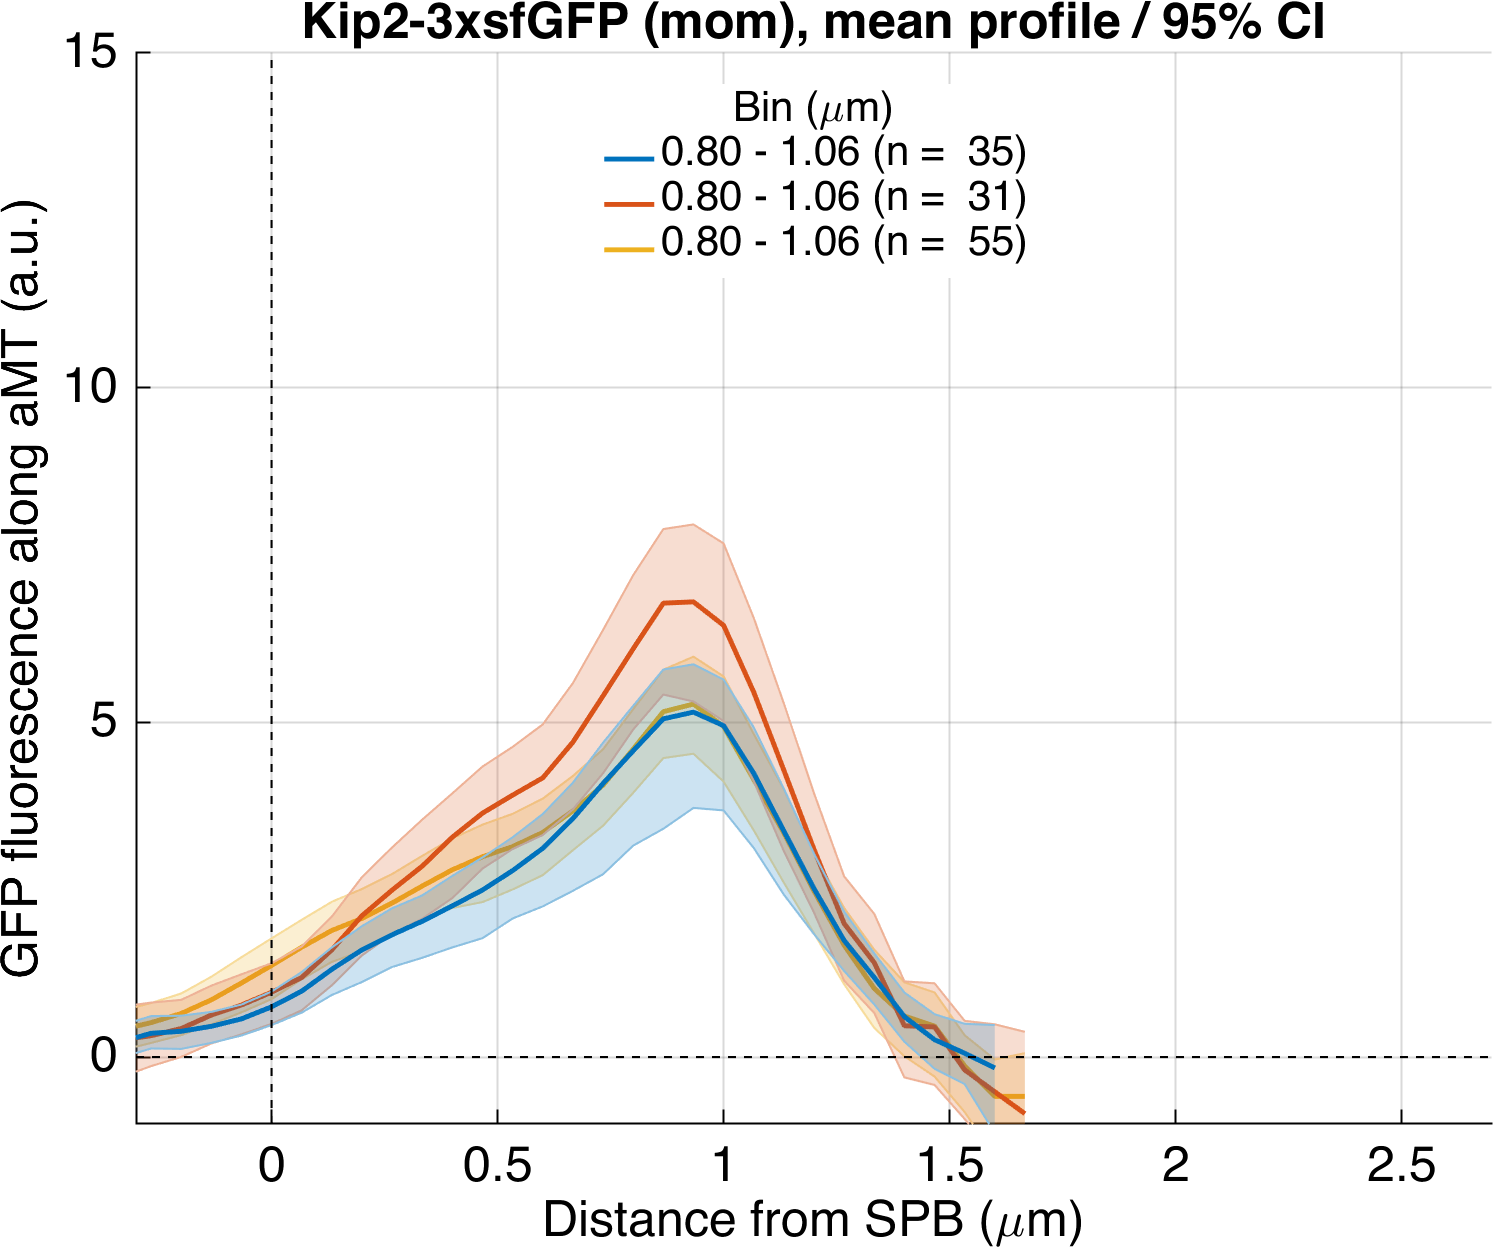 Kip2-3xsfGFP (mom), mean profile / 95% CI
GFP fluorescence along aMT (a.u.)
15
10
5
0
Bin (μm)
0.80 - 1.06 (n = 35)
0.80 - 1.06 (n = 31)
0.80 - 1.06 (n = 55)
0 0.5 1 1.5 2 2.5
Distance from SPB (μm)